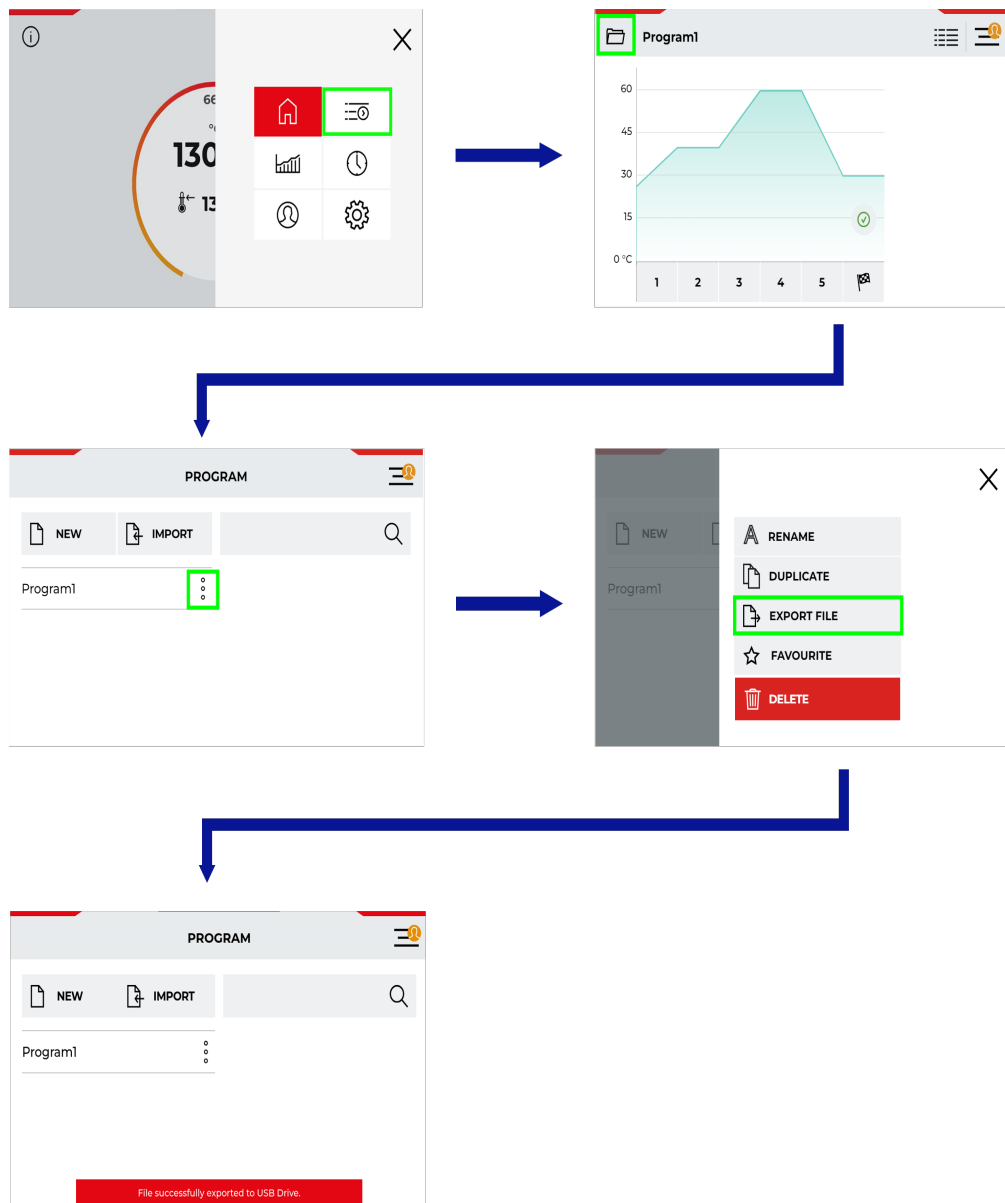 66
130
13
Program1
60
45
30
15
0 °C
1 2 3 4 5
PROGRAM
NEW IMPORT
Program1
NEW
Program1
RENAME
DUPLICATE
EXPORT FILE
FAVOURITE
DELETE
PROGRAM
NEW IMPORT
Program1
File successfully exported to USB Drive.